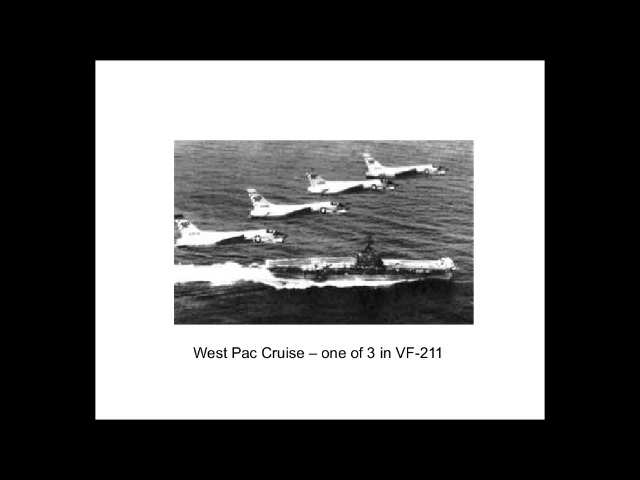 West Pac Cruise – one of 3 in VF-211